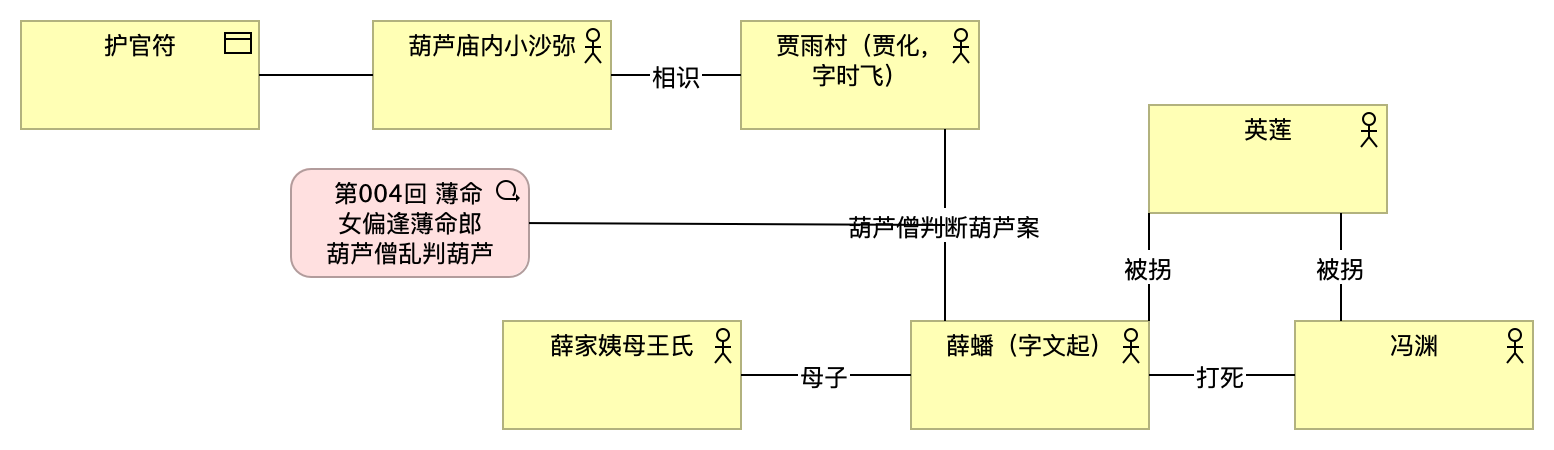 护官符
葫芦庙内小沙弥
相识
贾雨村（贾化，
字时飞）
英莲
第004回 薄命
女偏逢薄命郎
葫芦僧乱判葫芦
葫芦僧判断葫芦案
被拐
被拐
薛家姨母王氏
母子
薛蟠（字文起）
打死
冯渊